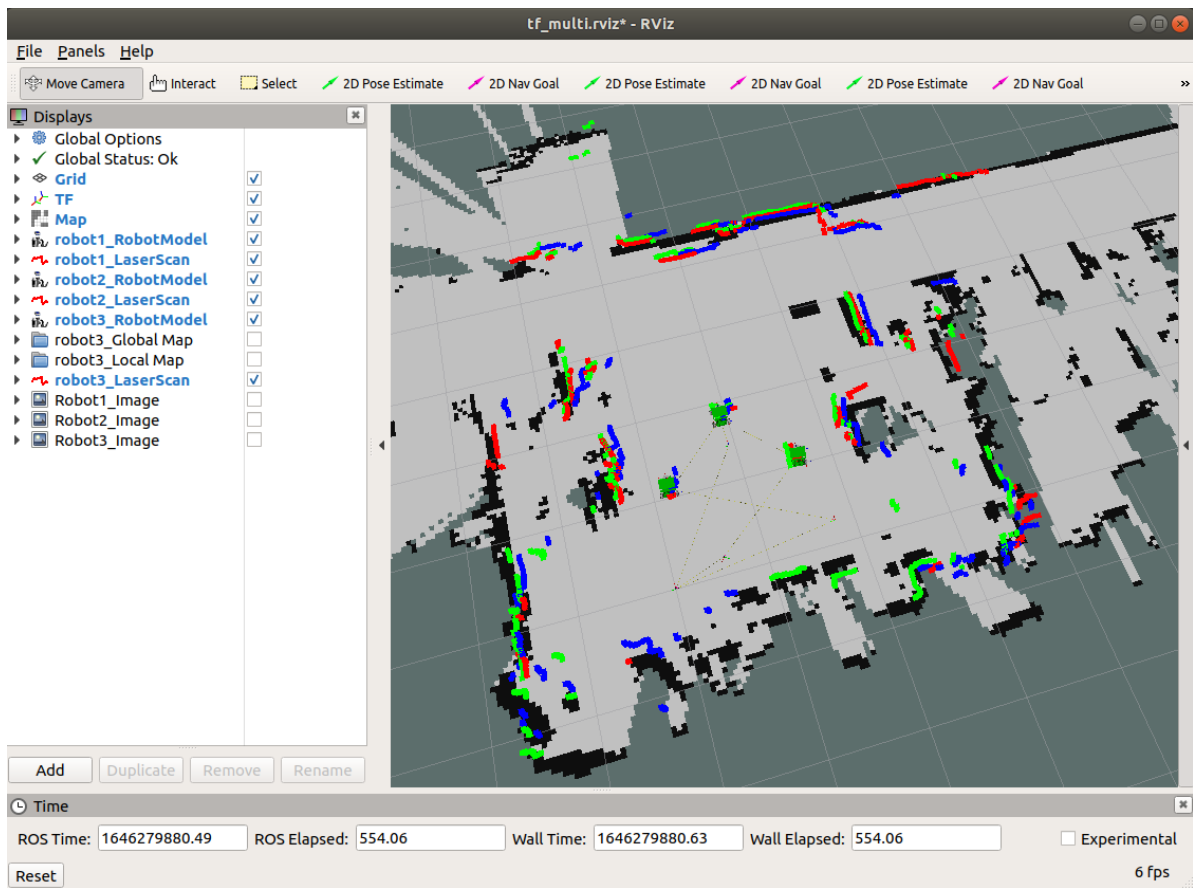 tf_multi.rviz* - RViz
File Panels Help
Move Camera Interact Select 2D Pose Estimate 2D Nav Goal 2D Pose Estimate 2D Nav Goal 2D Pose Estimate 2D Nav Goal »
Displays
Global Options
Global Status: Ok
Grid
TF
Map
robot1_RobotModel
robot1_LaserScan
robot2_RobotModel
robot2_LaserScan
robot3_RobotModel
robot3_Global Map
robot3_Local Map
robot3_LaserScan
Robot1_Image
Robot2_Image
Robot3_Image
Add Duplicate Remove Rename
Time
ROS Time: 1646279880.49 ROS Elapsed: 554.06 Wall Time: 1646279880.63 Wall Elapsed: 554.06 Experimental
Reset 6 fps